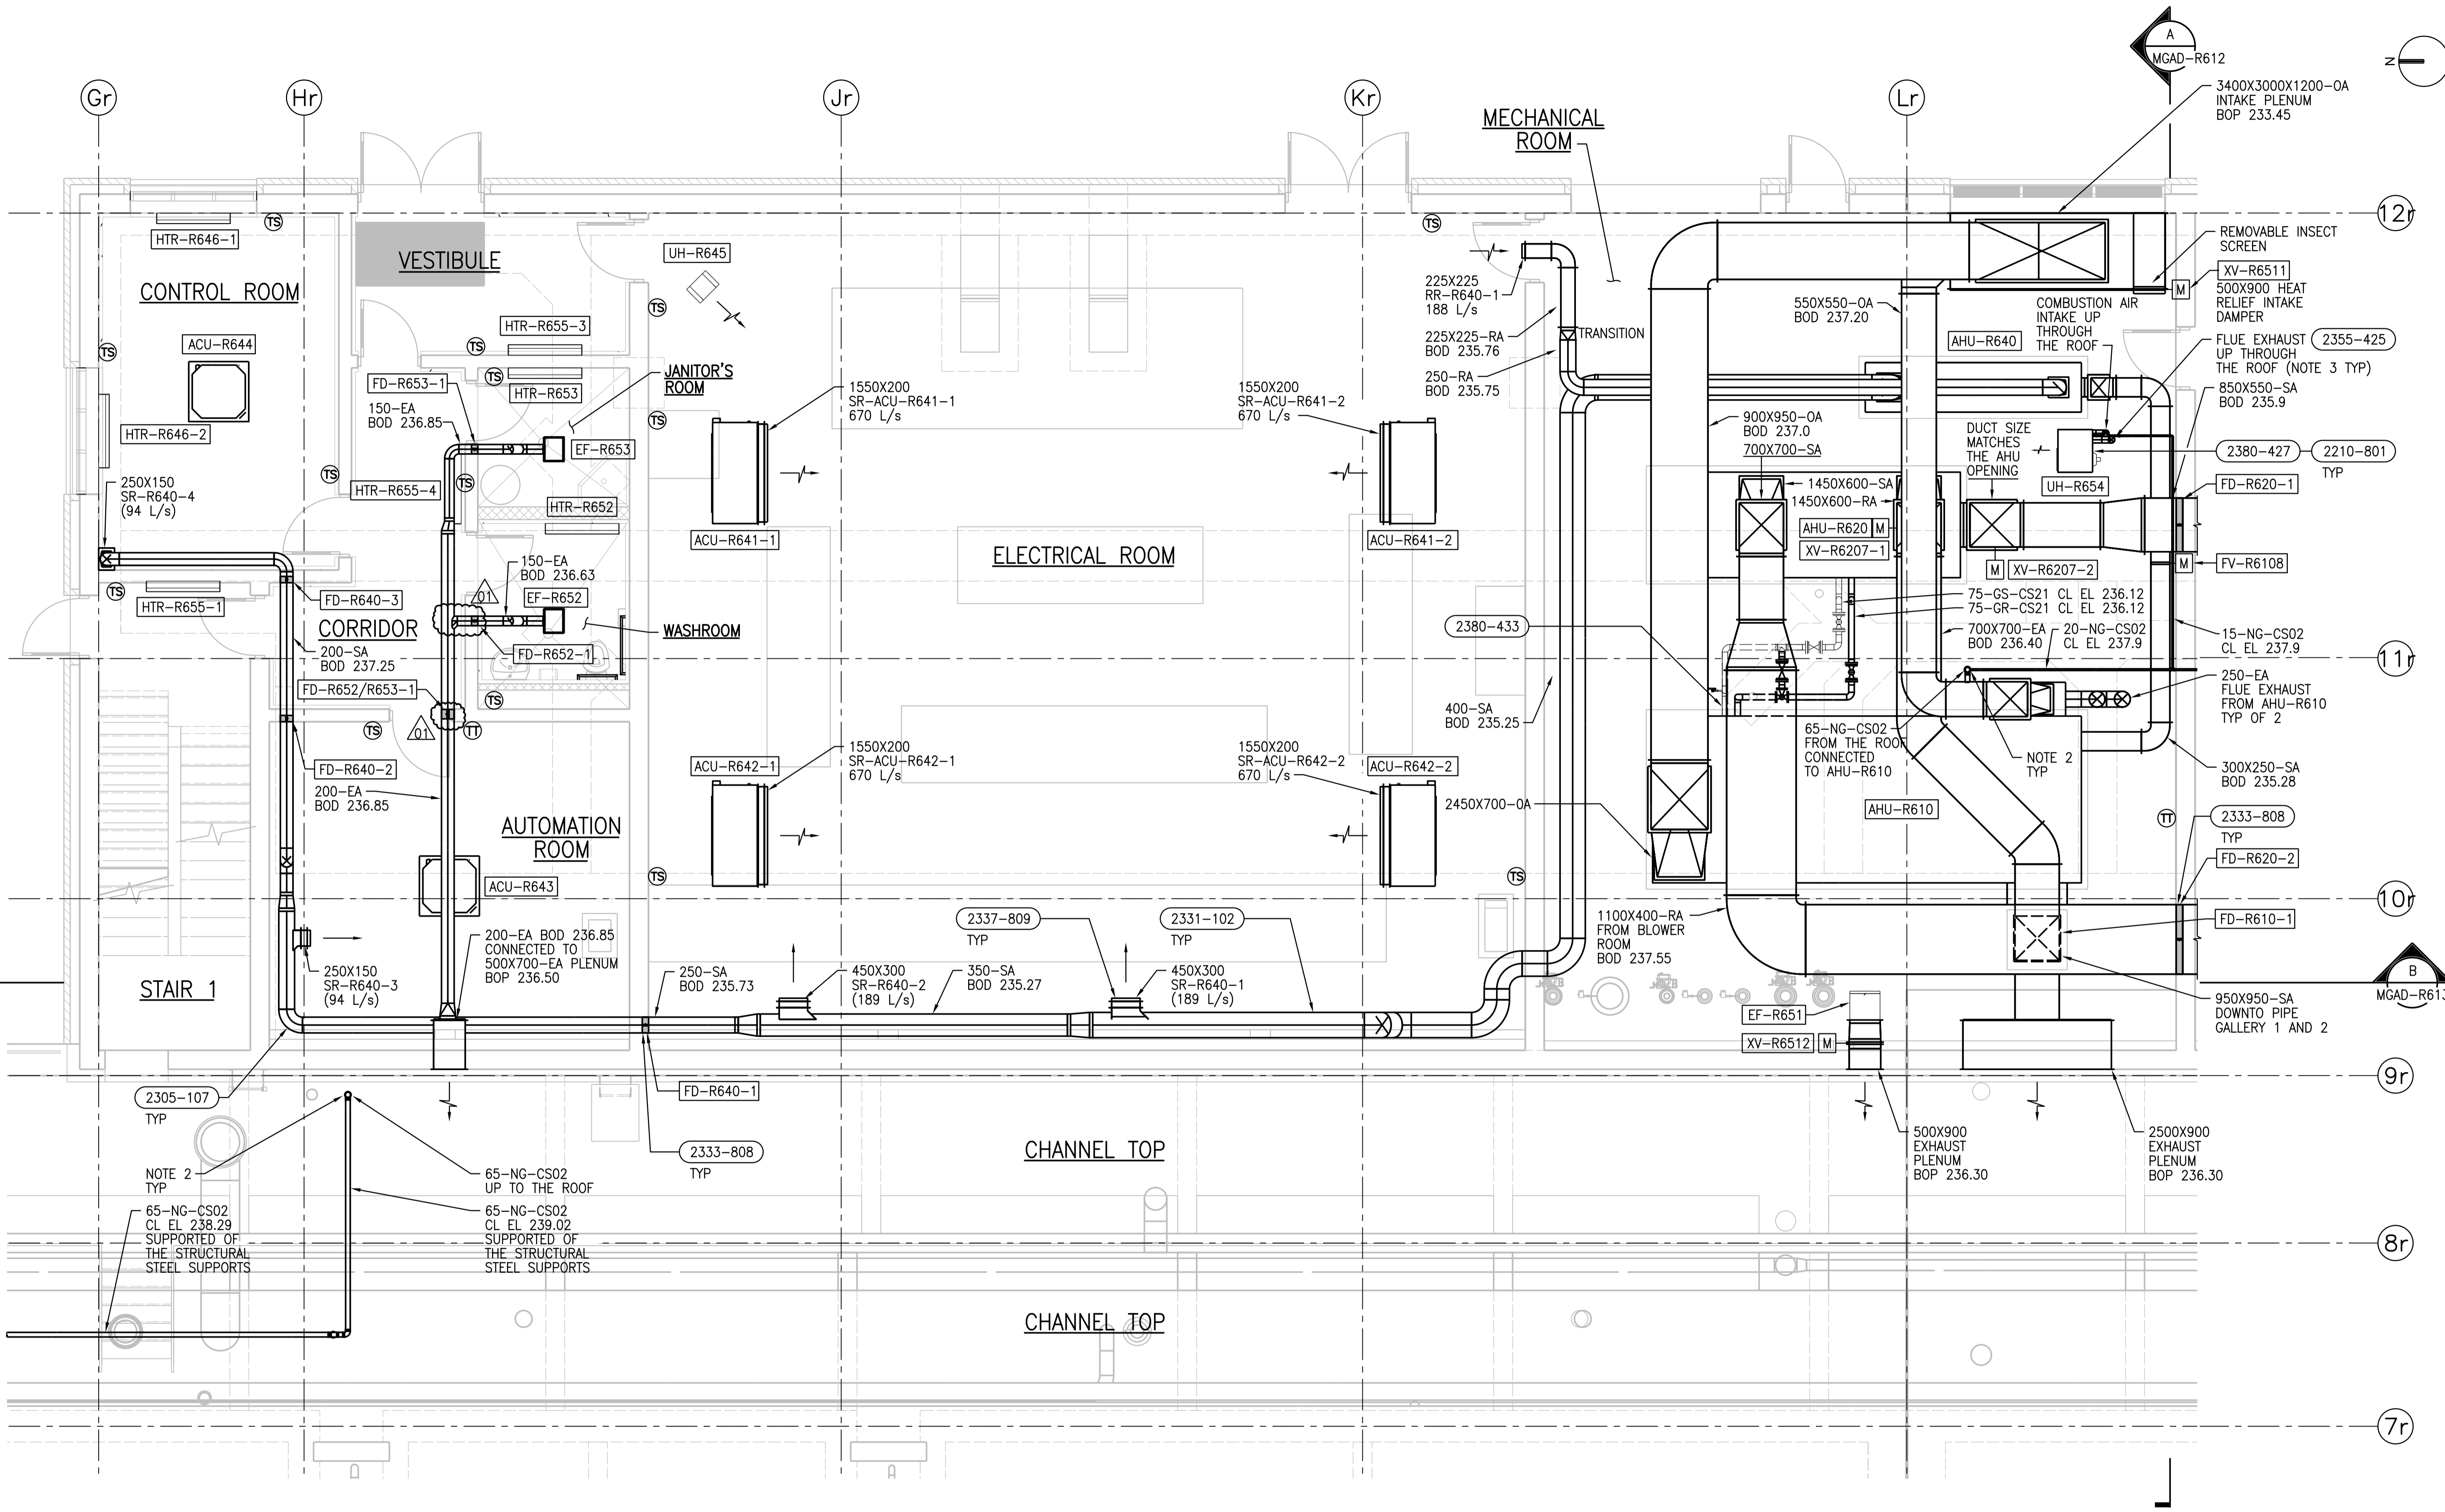 A
MGAD-R612
N
Gr
Hr
Jr
Kr
Lr
3400X3000X1200-OA
INTAKE PLENUM
BOP 233.45
MECHANICAL
ROOM
12r
HTR-R646-1
TS
VESTIBULE
UH-R645
TS
CONTROL ROOM
TS
ACU-R644
TS
HTR-R655-3
TS
FD-R653-1
TS
HTR-R653
JANITOR'S
ROOM
150-EA
BOD 236.85
HTR-R646-2
TS
EF-R653
TS
HTR-R655-4
TS
HTR-R652
250X150
SR-R640-4
(94 L/s)
TS
1550X200
SR-ACU-R641-1
670 L/s
1550X200
SR-ACU-R641-2
670 L/s
ACU-R641-1
ACU-R641-2
ELECTRICAL ROOM
225X225
RR-R640-1
188 L/s
225X225-RA
BOD 235.76
TRANSITION
250-RA
BOD 235.75
550X550-OA
BOD 237.20
COMBUSTION AIR
INTAKE UP
THROUGH
THE ROOF
AHU-R640
REMOVABLE INSECT
SCREEN
XV-R6511
M
500X900 HEAT
RELIEF INTAKE
DAMPER
FLUE EXHAUST
2355-425
UP THROUGH
THE ROOF (NOTE 3 TYP)
850X550-SA
BOD 235.9
900X950-OA
BOD 237.0
700X700-SA
DUCT SIZE
MATCHES
THE AHU
OPENING
2380-427
2210-801
TYP
UH-R654
1450X600-SA
1450X600-RA
FD-R620-1
AHU-R620
M
XV-R6207-1
M
XV-R6207-2
M
FV-R6108
HTR-R655-1
TS
FD-R640-3
CORRIDOR
150-EA
BOD 236.63
01
EF-R652
WASHROOM
FD-R652-1
200-SA
BOD 237.25
FD-R652/R653-1
TS
TS
01
TT
FD-R640-2
200-EA
BOD 236.85
75-GS-CS21 CL EL 236.12
75-GR-CS21 CL EL 236.12
2380-433
700X700-EA
BOD 236.40
20-NG-CS02
CL EL 237.9
15-NG-CS02
CL EL 237.9
11r
250-EA
FLUE EXHAUST
FROM AHU-R610
TYP OF 2
400-SA
BOD 235.25
65-NG-CS02
FROM THE ROOF
CONNECTED
TO AHU-R610
NOTE 2
TYP
300X250-SA
BOD 235.28
ACU-R642-1
1550X200
SR-ACU-R642-1
670 L/s
1550X200
SR-ACU-R642-2
670 L/s
ACU-R642-2
2450X700-OA
AHU-R610
TT
2333-808
TYP
FD-R620-2
AUTOMATION
ROOM
ACU-R643
TS
TS
10r
STAIR 1
250X150
SR-R640-3
(94 L/s)
200-EA BOD 236.85
CONNECTED TO
500X700-EA PLENUM
BOP 236.50
250-SA
BOD 235.73
2337-809
TYP
450X300
SR-R640-2
(189 L/s)
350-SA
BOD 235.27
2331-102
TYP
450X300
SR-R640-1
(189 L/s)
1100X400-RA
FROM BLOWER
ROOM
BOD 237.55
FD-R610-1
B
MGAD-R613
950X950-SA
DOWNTO PIPE
GALLERY 1 AND 2
EF-R651
XV-R6512
M
9r
2305-107
TYP
FD-R640-1
2333-808
TYP
500X900
EXHAUST
PLENUM
BOP 236.30
2500X900
EXHAUST
PLENUM
BOP 236.30
CHANNEL TOP
NOTE 2
TYP
65-NG-CS02
UP TO THE ROOF
65-NG-CS02
CL EL 238.29
SUPPORTED OF
THE STRUCTURAL
STEEL SUPPORTS
65-NG-CS02
CL EL 239.02
SUPPORTED OF
THE STRUCTURAL
STEEL SUPPORTS
8r
CHANNEL TOP
7r